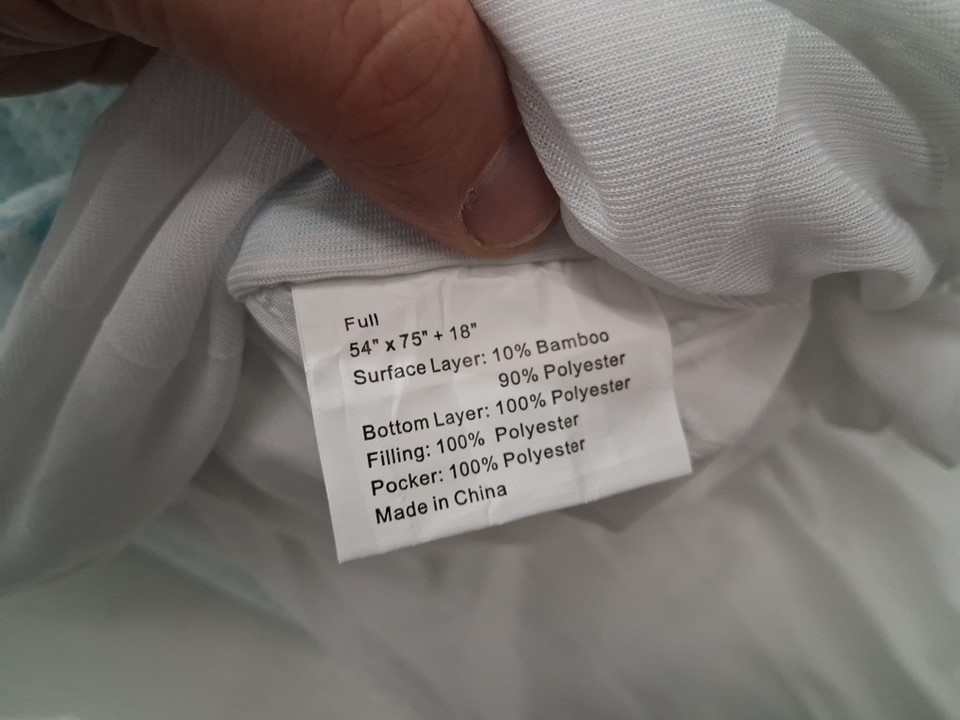 Full
54" x 75" + 18"
Surface Layer: 10% Bamboo
90% Polyester
Bottom Layer: 100% Polyester
Filling: 100% Polyester
Pocker: 100% Polyester
Made in China